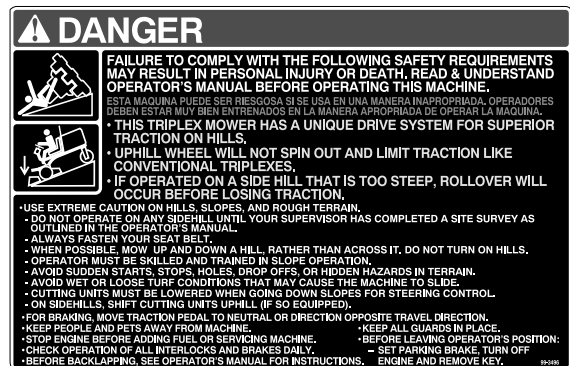 DANGER
FAILURE TO COMPLY WITH THE FOLLOWING SAFETY REQUIREMENTS
MAY RESULT IN PERSONAL INJURY OR DEATH. READ & UNDERSTAND
OPERATOR'S MANUAL BEFORE OPERATING THIS MACHINE.
ESTA MAQUINA PUEDE SER RIESGOSA SI SE USA EN UNA MANERA INAPROPRIADA. OPERADORES
DEBEN ESTAR MUY BIEN ENTRENADOS EN LA MANERA APROPRIADA DE OPERAR LA MAQUINA.
• THIS TRIPLEX MOWER HAS A UNIQUE DRIVE SYSTEM FOR SUPERIOR
TRACTION ON HILLS.
• UPHILL WHEEL WILL NOT SPIN OUT AND LIMIT TRACTION LIKE
CONVENTIONAL TRIPLEXES.
• IF OPERATED ON A SIDE HILL THAT IS TOO STEEP, ROLLOVER WILL
OCCUR BEFORE LOSING TRACTION.
•USE EXTREME CAUTION ON HILLS, SLOPES, AND ROUGH TERRAIN.
- DO NOT OPERATE ON ANY SIDEHILL UNTIL YOUR SUPERVISOR HAS COMPLETED A SITE SURVEY AS
OUTLINED IN THE OPERATOR'S MANUAL.
- ALWAYS FASTEN YOUR SEAT BELT.
- WHEN POSSIBLE, MOW UP AND DOWN A HILL, RATHER THAN ACROSS IT. DO NOT TURN ON HILLS.
- OPERATOR MUST BE SKILLED AND TRAINED IN SLOPE OPERATION.
- AVOID SUDDEN STARTS, STOPS, HOLES, DROP OFFS, OR HIDDEN HAZARDS IN TERRAIN.
- AVOID WET OR LOOSE TURF CONDITIONS THAT MAY CAUSE THE MACHINE TO SLIDE.
- CUTTING UNITS MUST BE LOWERED WHEN GOING DOWN SLOPES FOR STEERING CONTROL.
- ON SIDEHILLS, SHIFT CUTTING UNITS UPHILL (IF SO EQUIPPED).
•FOR BRAKING, MOVE TRACTION PEDAL TO NEUTRAL OR DIRECTION OPPOSITE TRAVEL DIRECTION.
•KEEP PEOPLE AND PETS AWAY FROM MACHINE.
•STOP ENGINE BEFORE ADDING FUEL OR SERVICING MACHINE.
•CHECK OPERATION OF ALL INTERLOCKS AND BRAKES DAILY.
•BEFORE BACKLAPPING, SEE OPERATOR'S MANUAL FOR INSTRUCTIONS.
•KEEP ALL GUARDS IN PLACE.
•BEFORE LEAVING OPERATOR'S POSITION:
– SET PARKING BRAKE, TURN OFF
ENGINE AND REMOVE KEY.
99-3496